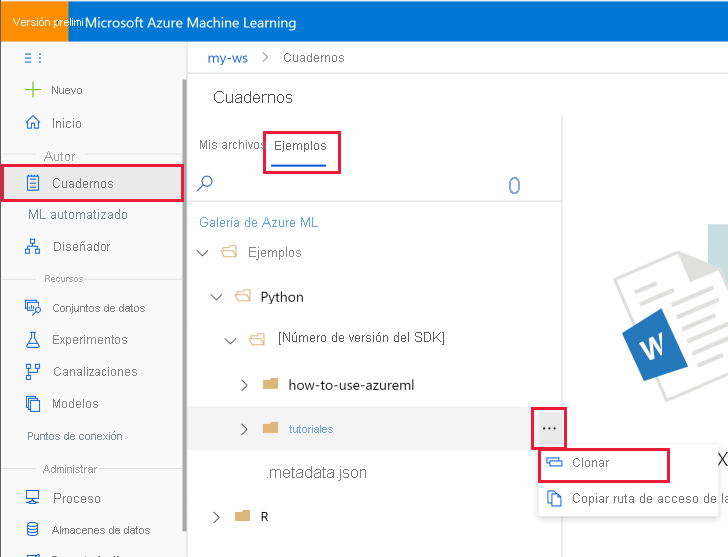 Versión prelimi Microsoft Azure Machine Learning
my-ws > Cuadernos
Nuevo
Inicio
Autor
Cuadernos
ML automatizado
Diseñador
Recursos
Conjuntos de datos
Experimentos
Canalizaciones
Modelos
Puntos de conexión
Administrar
Proceso
Almacenes de datos
Cuadernos
Mis archivos
Ejemplos
Galería de Azure ML
Ejemplos
Python
[Número de versión del SDK]
how-to-use-azureml
tutoriales
...
.metadata.json
R
W
Clonar
X
Copiar ruta de acceso de la